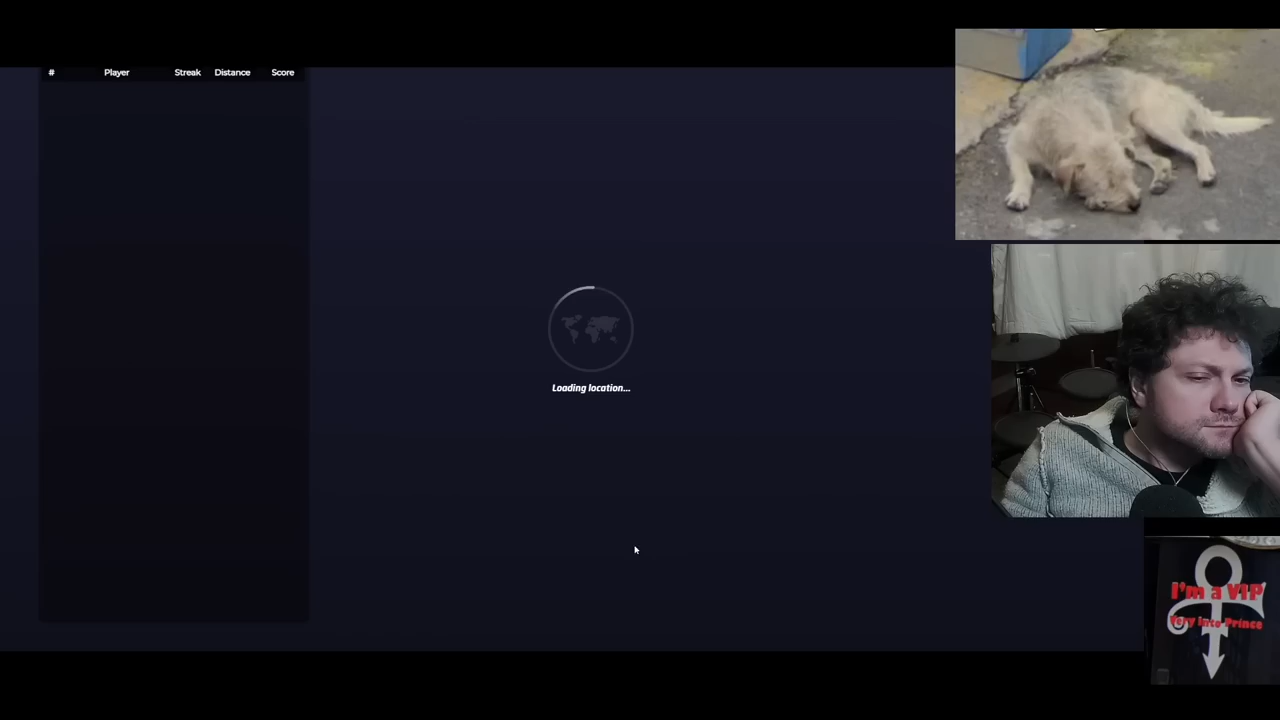 # Player Streak Distance Score
Loading location...
I'm a VIP
Very into Prince